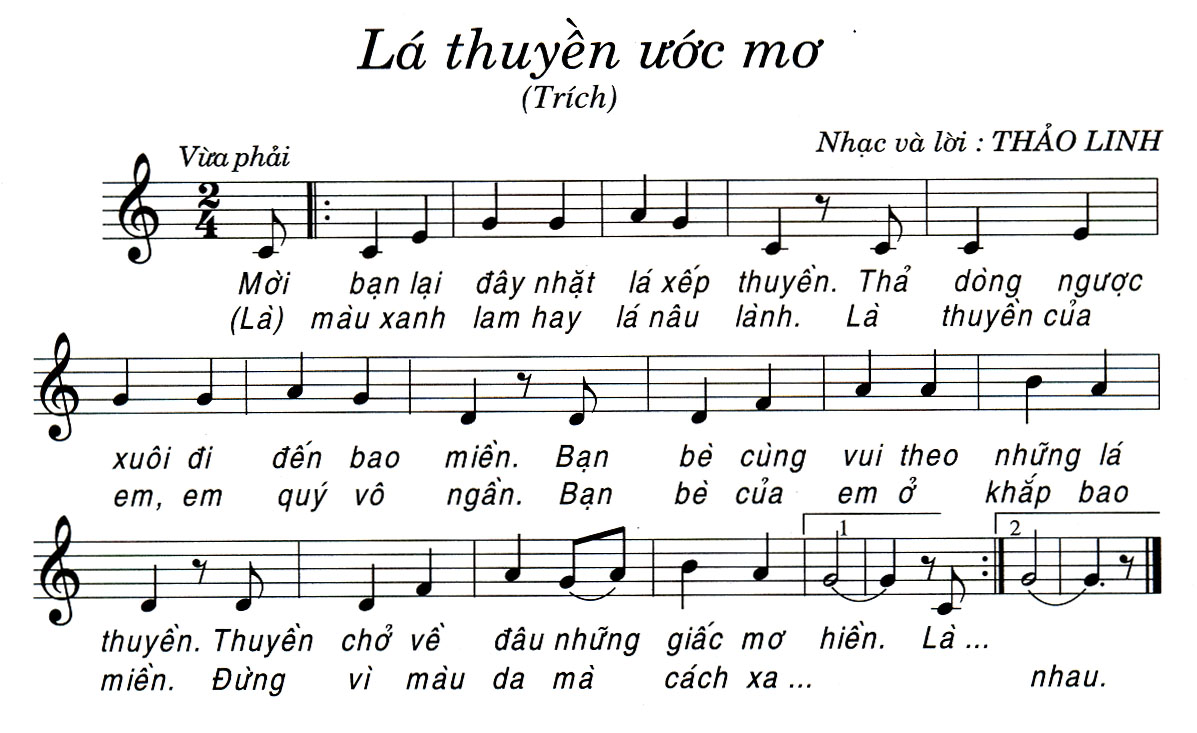 Lá thuyền ước mơ
(Trích)
Nhạc và lời : THẢO LINH
Vừa phải
2
4
Mời bạn lại đây nhặt lá xếp thuyền. Thả dòng ngược
(Là) màu xanh lam hay lá nâu lành. Là thuyền của
xuôi đi đến bao miền. Bạn bè cùng vui theo những lá
em, em quý vô ngần. Bạn bè của em ở khắp bao
1 2
thuyền. Thuyền chở về đâu những giấc mơ hiền. Là ...
miền. Đừng vì màu da mà cách xa ... nhau.